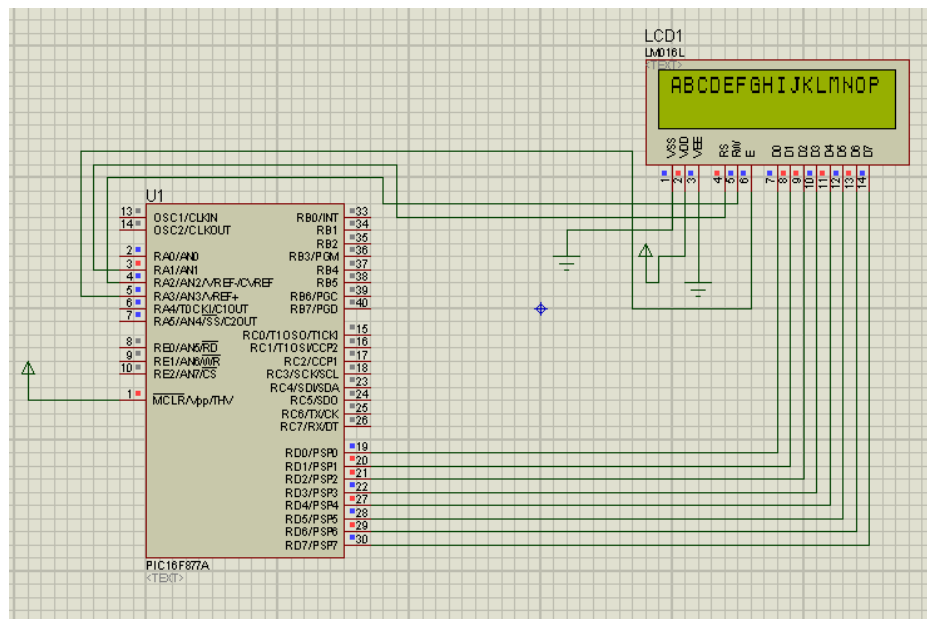 LCD1
LM016L
<TEXT>
ABCDEFGHIJKLMNOP
VSS VDD VEE RS RW E D0 D1 D2 D3 D4 D5 D6 D7
1 2 3 4 5 6 7 8 9 10 11 12 13 14
U1
13 OSC1/CLKIN RB0/INT 33
14 OSC2/CLKOUT RB1 34
RB2 35
2 RA0/AN0 RB3/PGM 36
3 RA1/AN1 RB4 37
4 RA2/AN2/VREF-/CVREF RB5 38
5 RA3/AN3/VREF+ RB6/PGC 39
6 RA4/T0CKI/C1OUT RB7/PGD 40
7 RA5/AN4/SS/C2OUT
RC0/T1OSO/T1CKI 15
8 RE0/AN5/RD RC1/T1OSI/CCP2 16
9 RE1/AN6/WR RC2/CCP1 17
10 RE2/AN7/CS RC3/SCK/SCL 18
RC4/SDI/SDA 23
1 MCLR/Vpp/THV RC5/SDO 24
RC6/TX/CK 25
RC7/RX/DT 26
RD0/PSP0 19
RD1/PSP1 20
RD2/PSP2 21
RD3/PSP3 22
RD4/PSP4 27
RD5/PSP5 28
RD6/PSP6 29
RD7/PSP7 30
PIC16F877A
<TEXT>